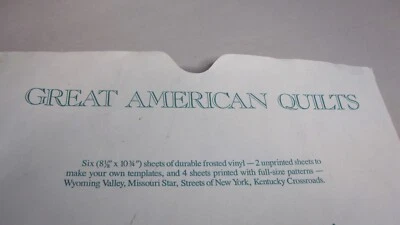 GREAT AMERICAN QUILTS
Six (8⅛" x 10¾") sheets of durable frosted vinyl — 2 unprinted sheets to
make your own templates, and 4 sheets printed with full-size patterns —
Wyoming Valley, Missouri Star, Streets of New York, Kentucky Crossroads.